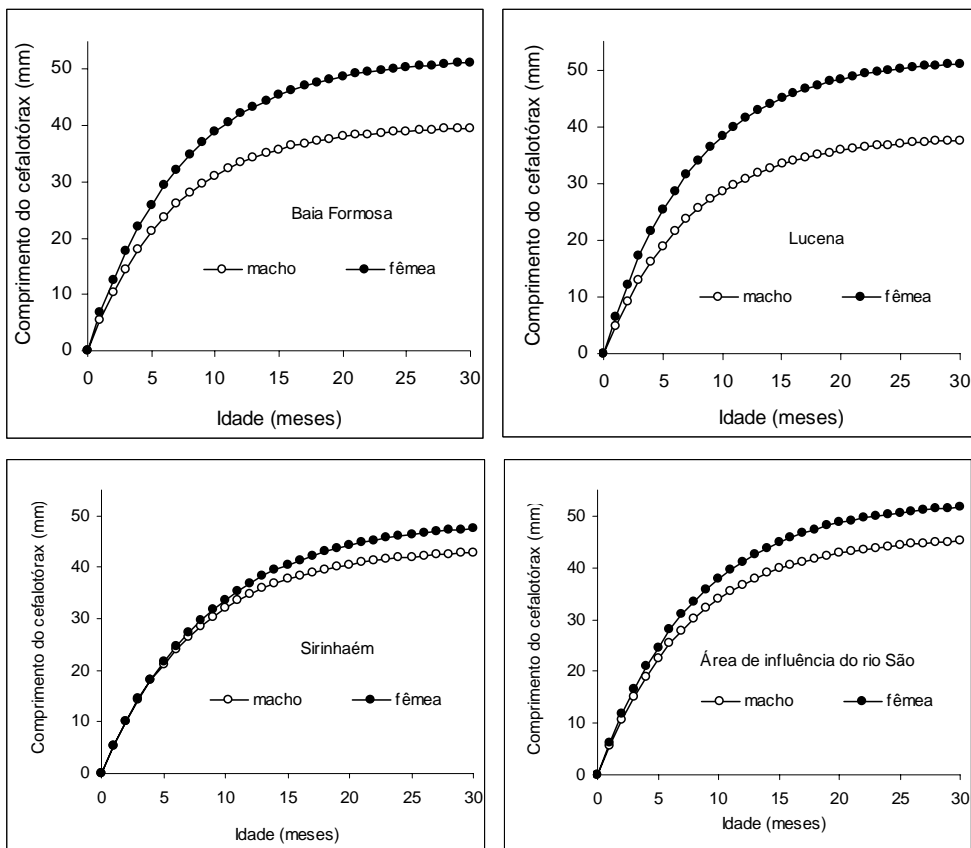 Comprimento do cefalotórax (mm)
50
40
30
20
10
0
Baia Formosa
macho fêmea
0 5 10 15 20 25 30
Idade (meses)
Comprimento do cefalotórax (mm)
50
40
30
20
10
0
Lucena
macho fêmea
0 5 10 15 20 25 30
Idade (meses)
Comprimento do cefalotórax (mm)
50
40
30
20
10
0
Sirinhaém
macho fêmea
0 5 10 15 20 25 30
Idade (meses)
Comprimento do cefalotórax (mm)
50
40
30
20
10
0
Área de influência do rio São
macho fêmea
0 5 10 15 20 25 30
Idade (meses)